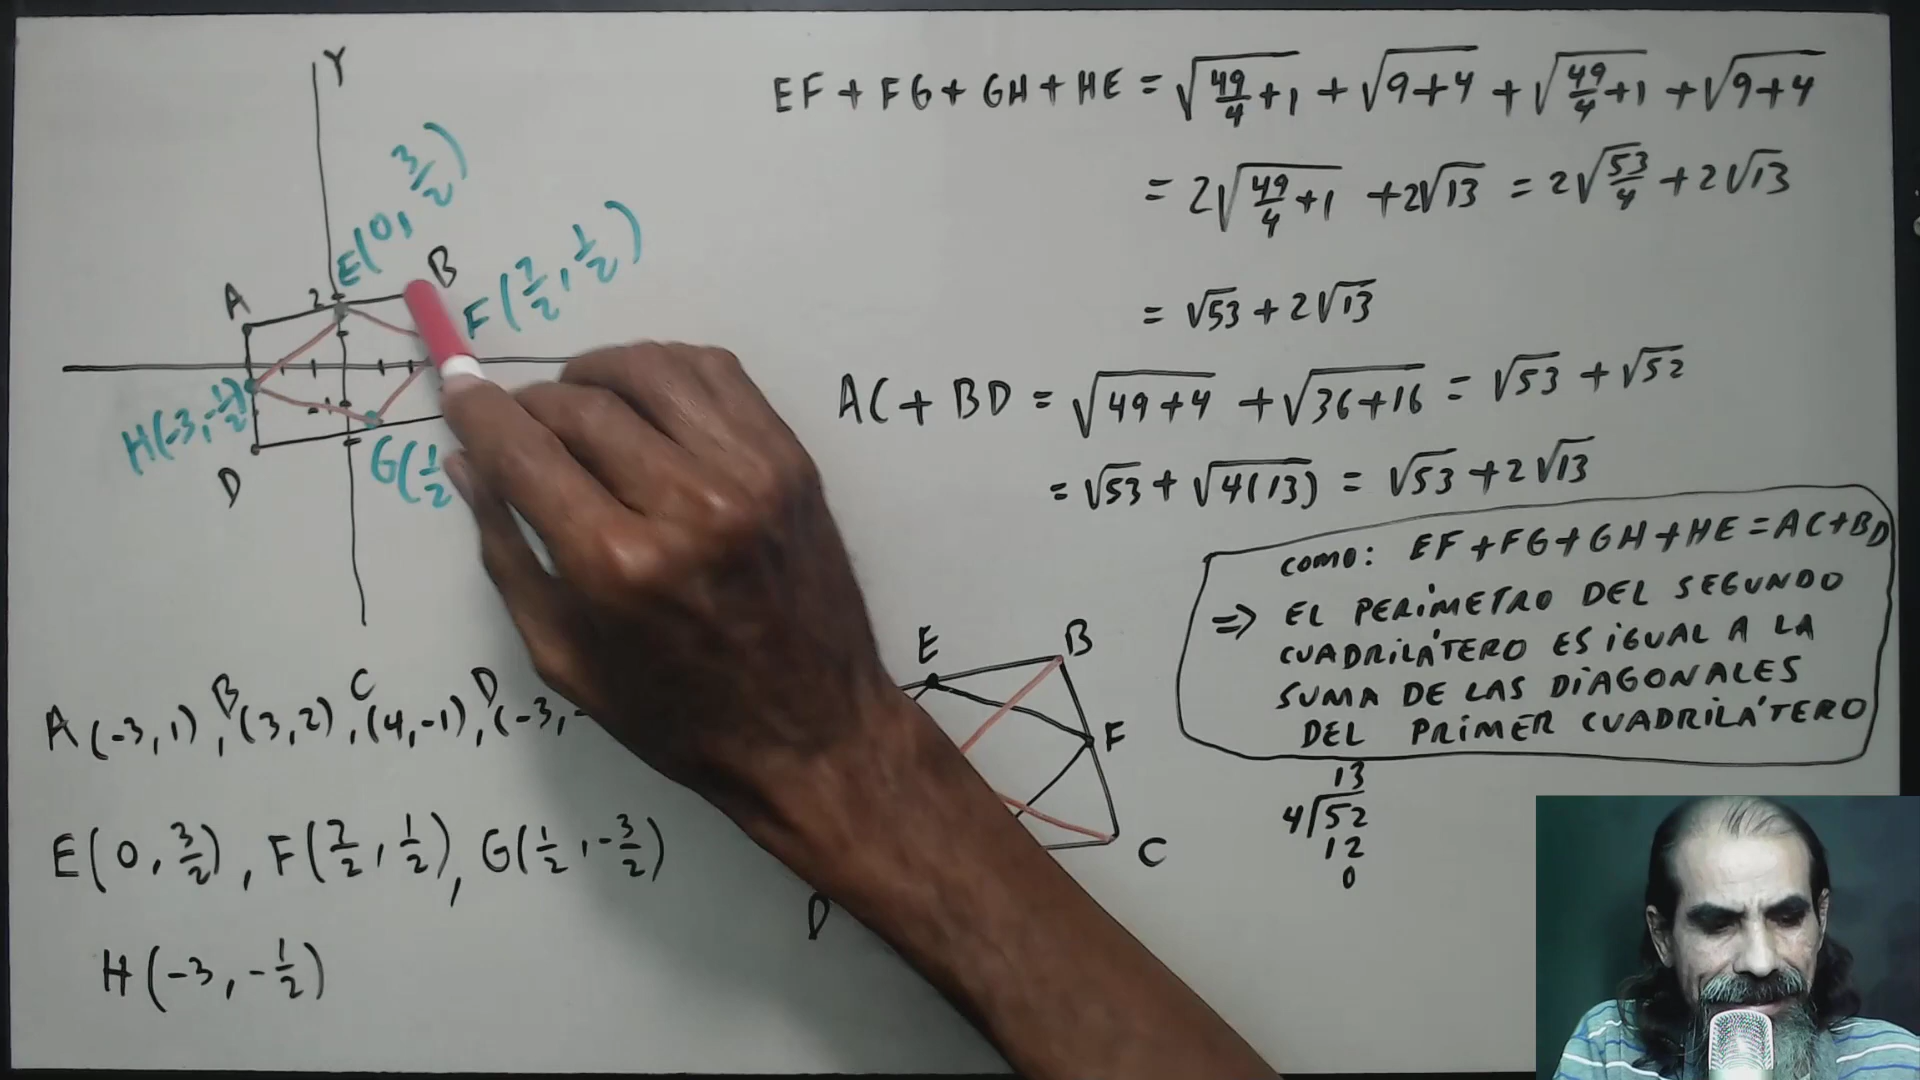 Y
E(0, 3/2)
B
A
2
F(7/2, 1/2)
H(-3, -1/2)
-1
G(1/2
D
A(-3,1), B(3,2), C(4,-1), D(-3,-
E(0, 3/2), F(7/2, 1/2), G(1/2, -3/2)
H(-3, -1/2)
EF + FG + GH + HE = √(49/4+1) + √(9+4) + √(49/4+1) + √(9+4)
= 2√(49/4+1) + 2√13 = 2√(53/4) + 2√13
= √53 + 2√13
AC + BD = √(49+4) + √(36+16) = √53 + √52
= √53 + √(4(13)) = √53 + 2√13
COMO: EF+FG+GH+HE=AC+BD
⇒ EL PERÍMETRO DEL SEGUNDO
CUADRILÁTERO ES IGUAL A LA
SUMA DE LAS DIAGONALES
DEL PRIMER CUADRILÁTERO
E
B
F
C
D
13
4√52
12
0